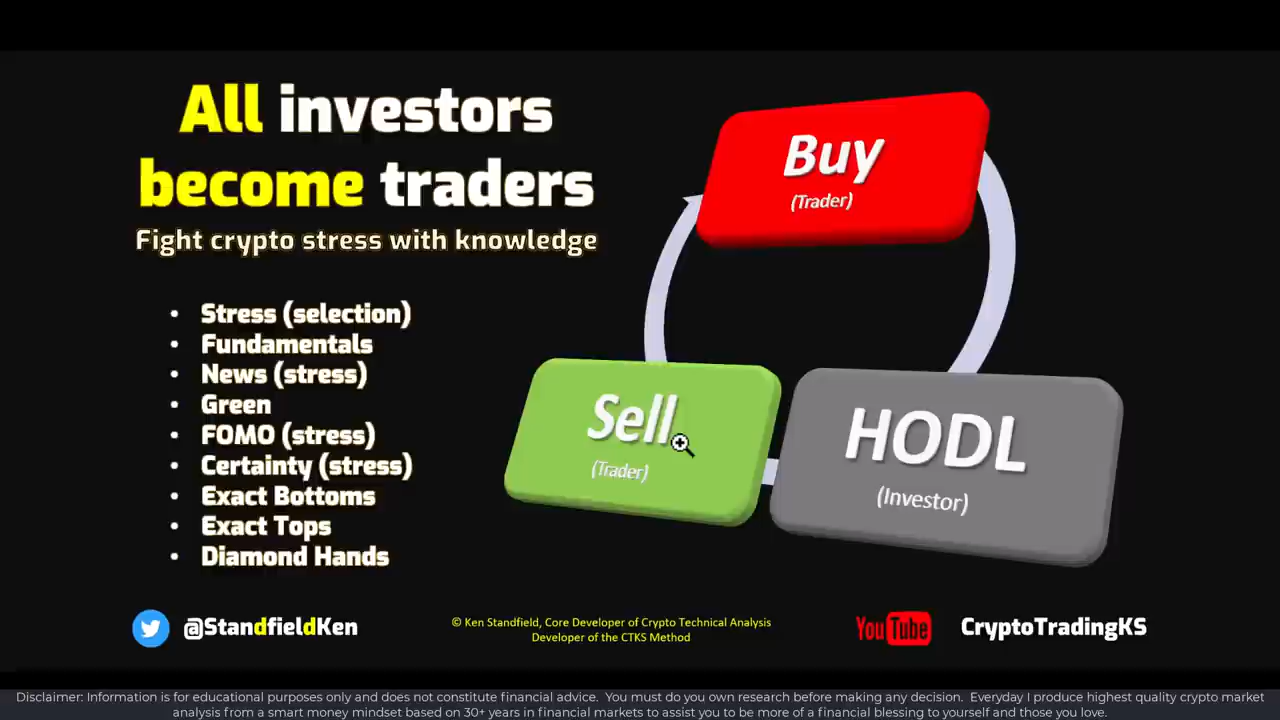 All investors
become traders
Fight crypto stress with knowledge
• Stress (selection)
• Fundamentals
• News (stress)
• Green
• FOMO (stress)
• Certainty (stress)
• Exact Bottoms
• Exact Tops
• Diamond Hands
Buy
(Trader)
Sell
(Trader)
HODL
(Investor)
@StandfieldKen
© Ken Standfield, Core Developer of Crypto Technical Analysis
Developer of the CTKS Method
YouTube
CryptoTradingKS
Disclaimer: Information is for educational purposes only and does not constitute financial advice. You must do you own research before making any decision. Everyday I produce highest quality crypto market
analysis from a smart money mindset based on 30+ years in financial markets to assist you to be more of a financial blessing to yourself and those you love.